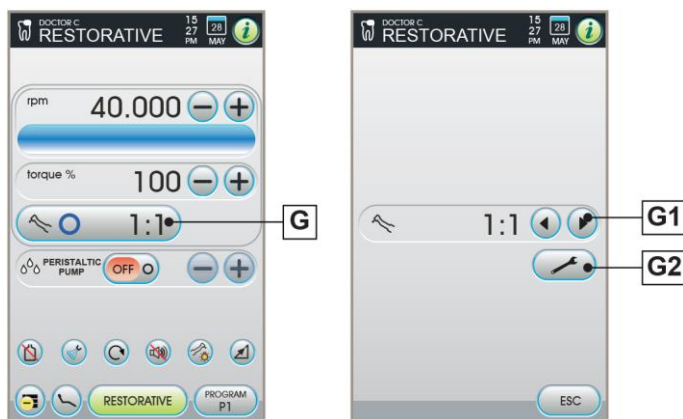 DOCTOR C
RESTORATIVE
15
27
PM
28
MAY
i
rpm
40.000
torque %
100
1:1
G
PERISTALTIC
PUMP
OFF
RESTORATIVE
PROGRAM
P1
DOCTOR C
RESTORATIVE
15
27
PM
28
MAY
i
1:1
G1
G2
ESC